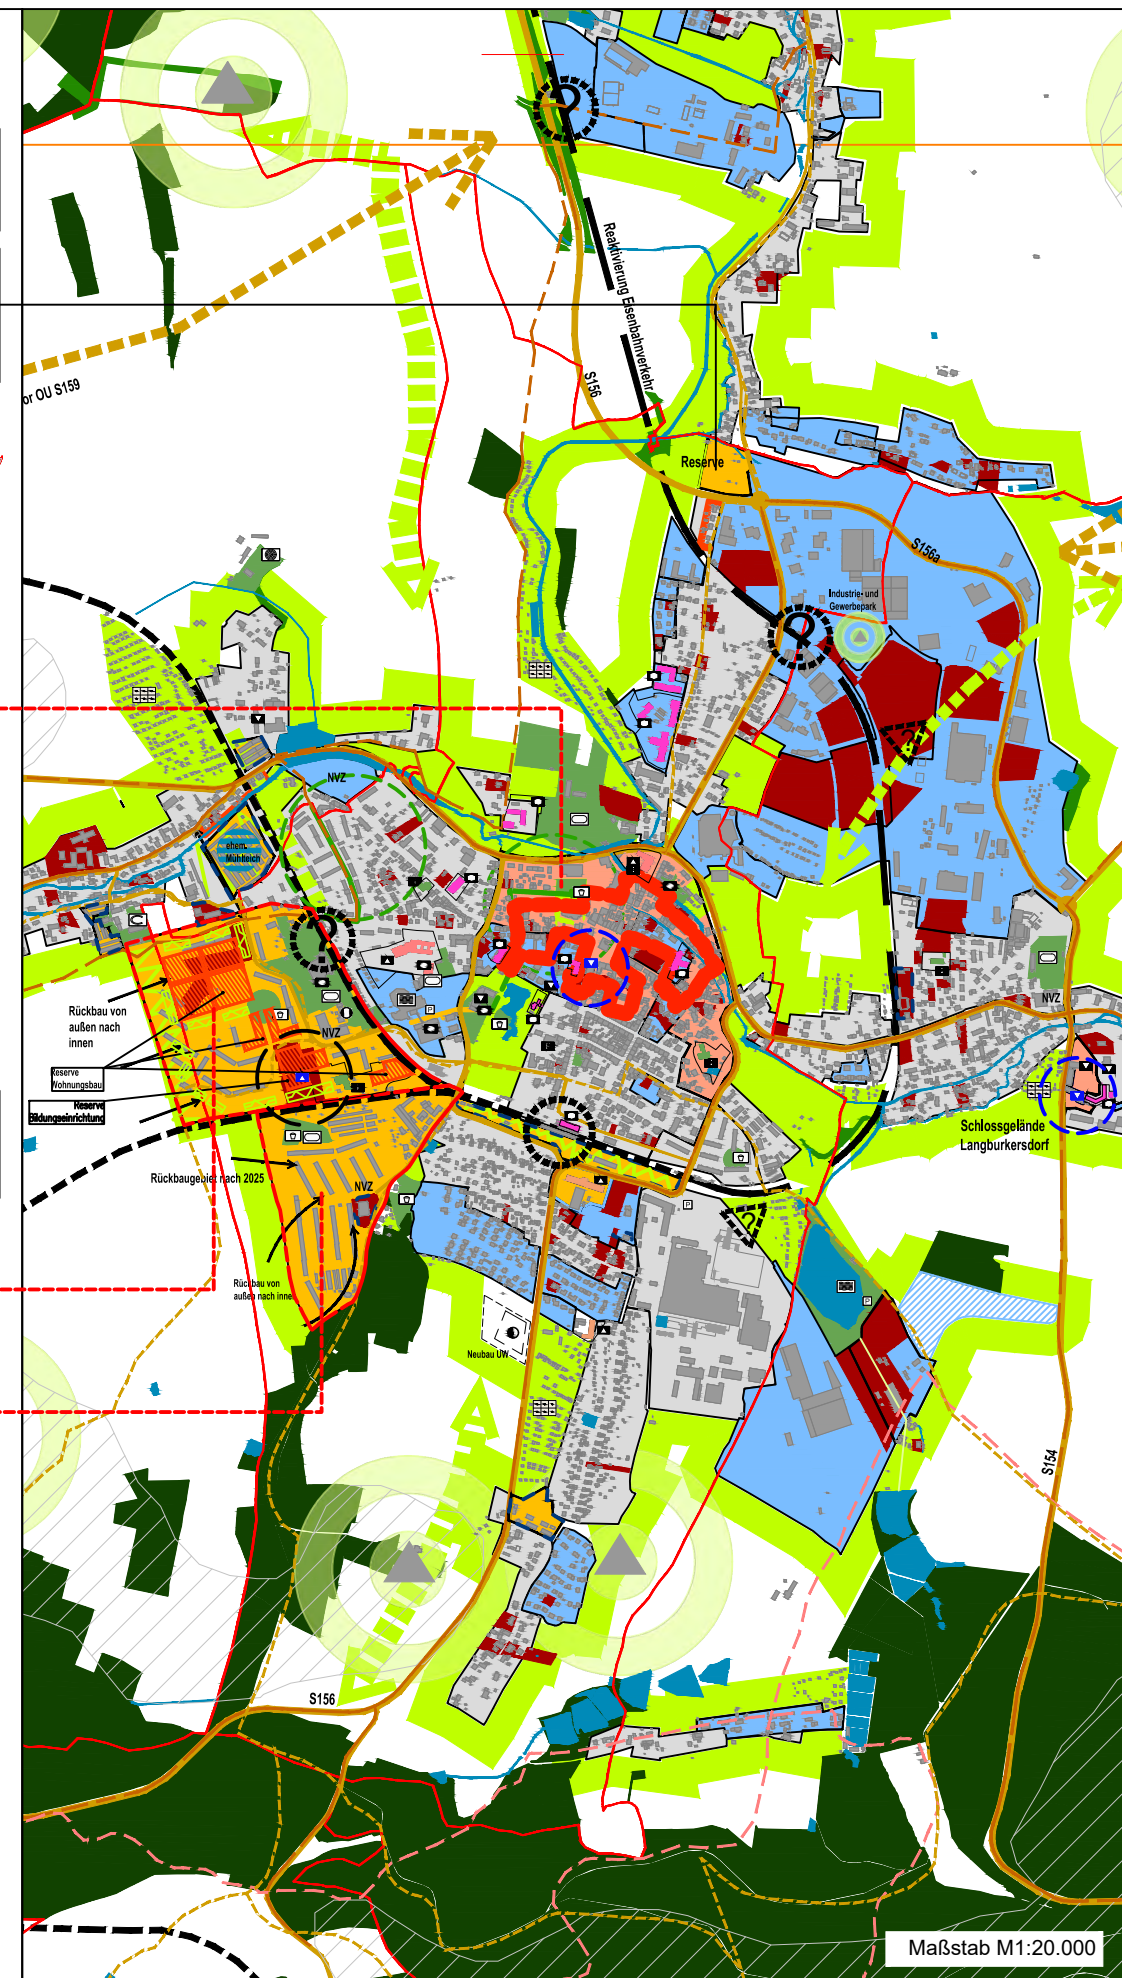 Reaktivierung Eisenbahnverkehr
or OU S159
S156
Reserve
S156a
Industrie- und
Gewerbepark
NVZ
ehem.
Mühlteich
NVZ
Rückbau von
außen nach
innen
NVZ
Reserve
Wohnungsbau
Reserve
Bildungseinrichtung
Schlossgelände
Langburkersdorf
Rückbaugebiet nach 2025
NVZ
Rückbau von
außen nach inne
Neubau UW
P
P
P
?
?
S154
S156
Maßstab M1:20.000